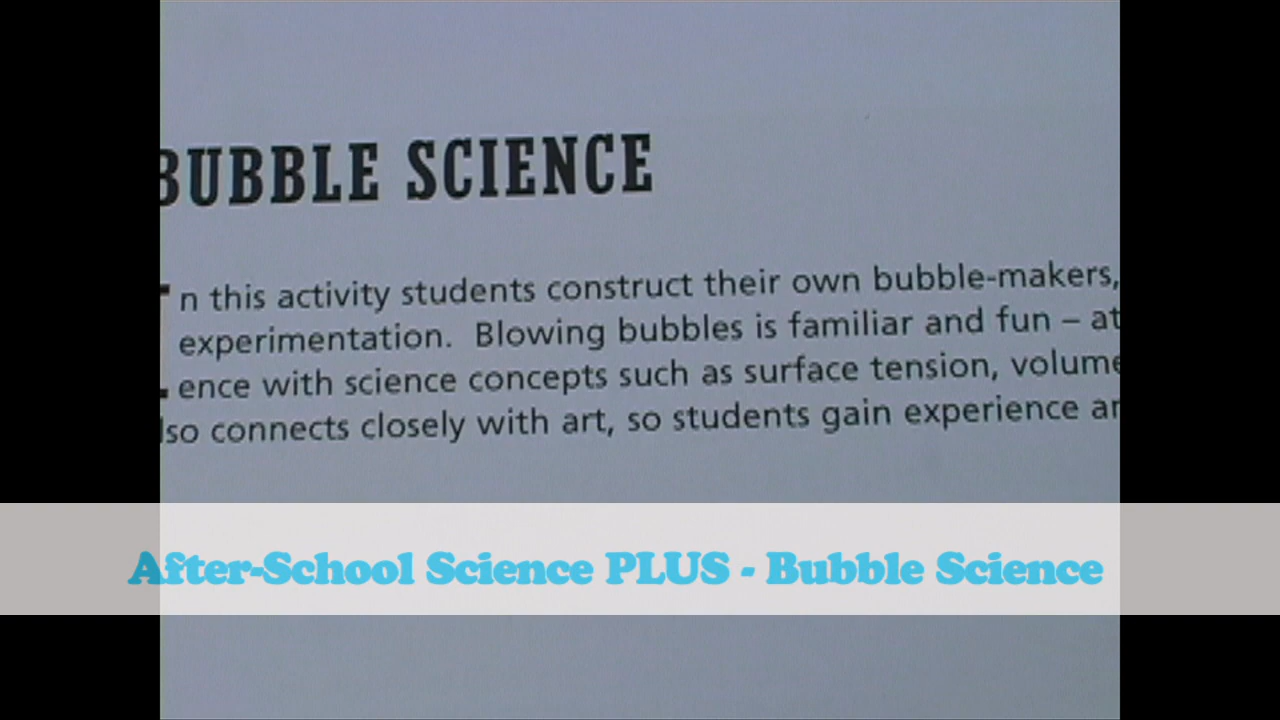 BUBBLE SCIENCE
n this activity students construct their own bubble-makers,
experimentation. Blowing bubbles is familiar and fun – at
ence with science concepts such as surface tension, volume
lso connects closely with art, so students gain experience
After-School Science PLUS - Bubble Science